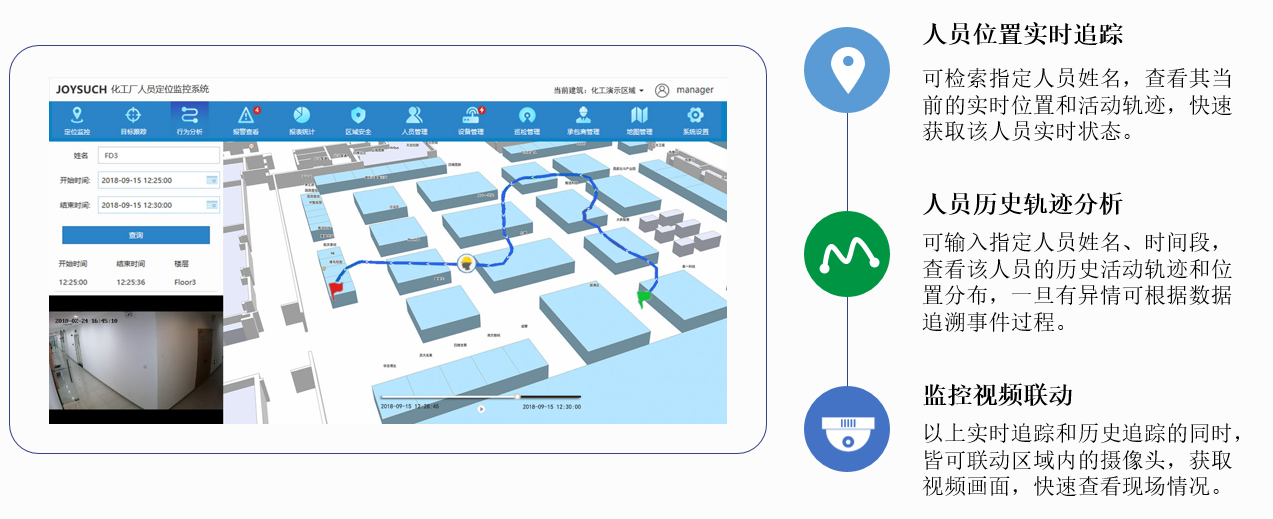 JOYSUCH 化工厂人员定位监控系统
当前建筑: 化工演示区域
manager
定位监控
目标跟踪
行为分析
报警查看
4
报表统计
区域安全
人员管理
设备管理
巡检管理
承包商管理
地图管理
系统设置
姓名 FD3
开始时间: 2018-09-15 12:25:00
结束时间: 2018-09-15 12:30:00
查询
开始时间 结束时间 楼层
12:25:00 12:25:36 Floor3
2018-02-24 16:45:10
2018-09-15 12:28:46
2018-09-15 12:30:00
人员位置实时追踪
可检索指定人员姓名，查看其当
前的实时位置和活动轨迹，快速
获取该人员实时状态。
人员历史轨迹分析
可输入指定人员姓名、时间段，
查看该人员的历史活动轨迹和位
置分布，一旦有异情可根据数据
追溯事件过程。
监控视频联动
以上实时追踪和历史追踪的同时，
皆可联动区域内的摄像头，获取
视频画面，快速查看现场情况。